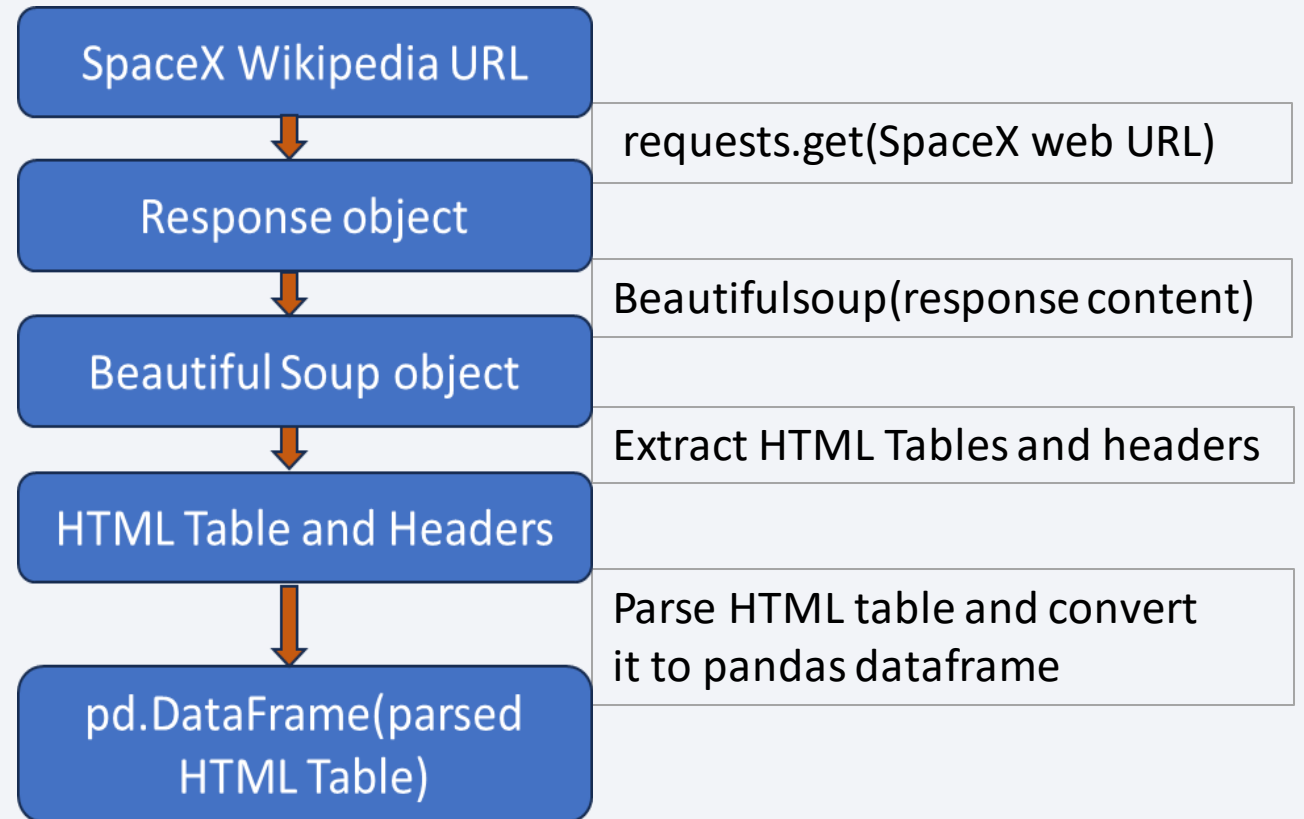 SpaceX Wikipedia URL
requests.get(SpaceX web URL)
Response object
Beautifulsoup(response content)
Beautiful Soup object
Extract HTML Tables and headers
HTML Table and Headers
Parse HTML table and convert
it to pandas dataframe
pd.DataFrame(parsed
HTML Table)